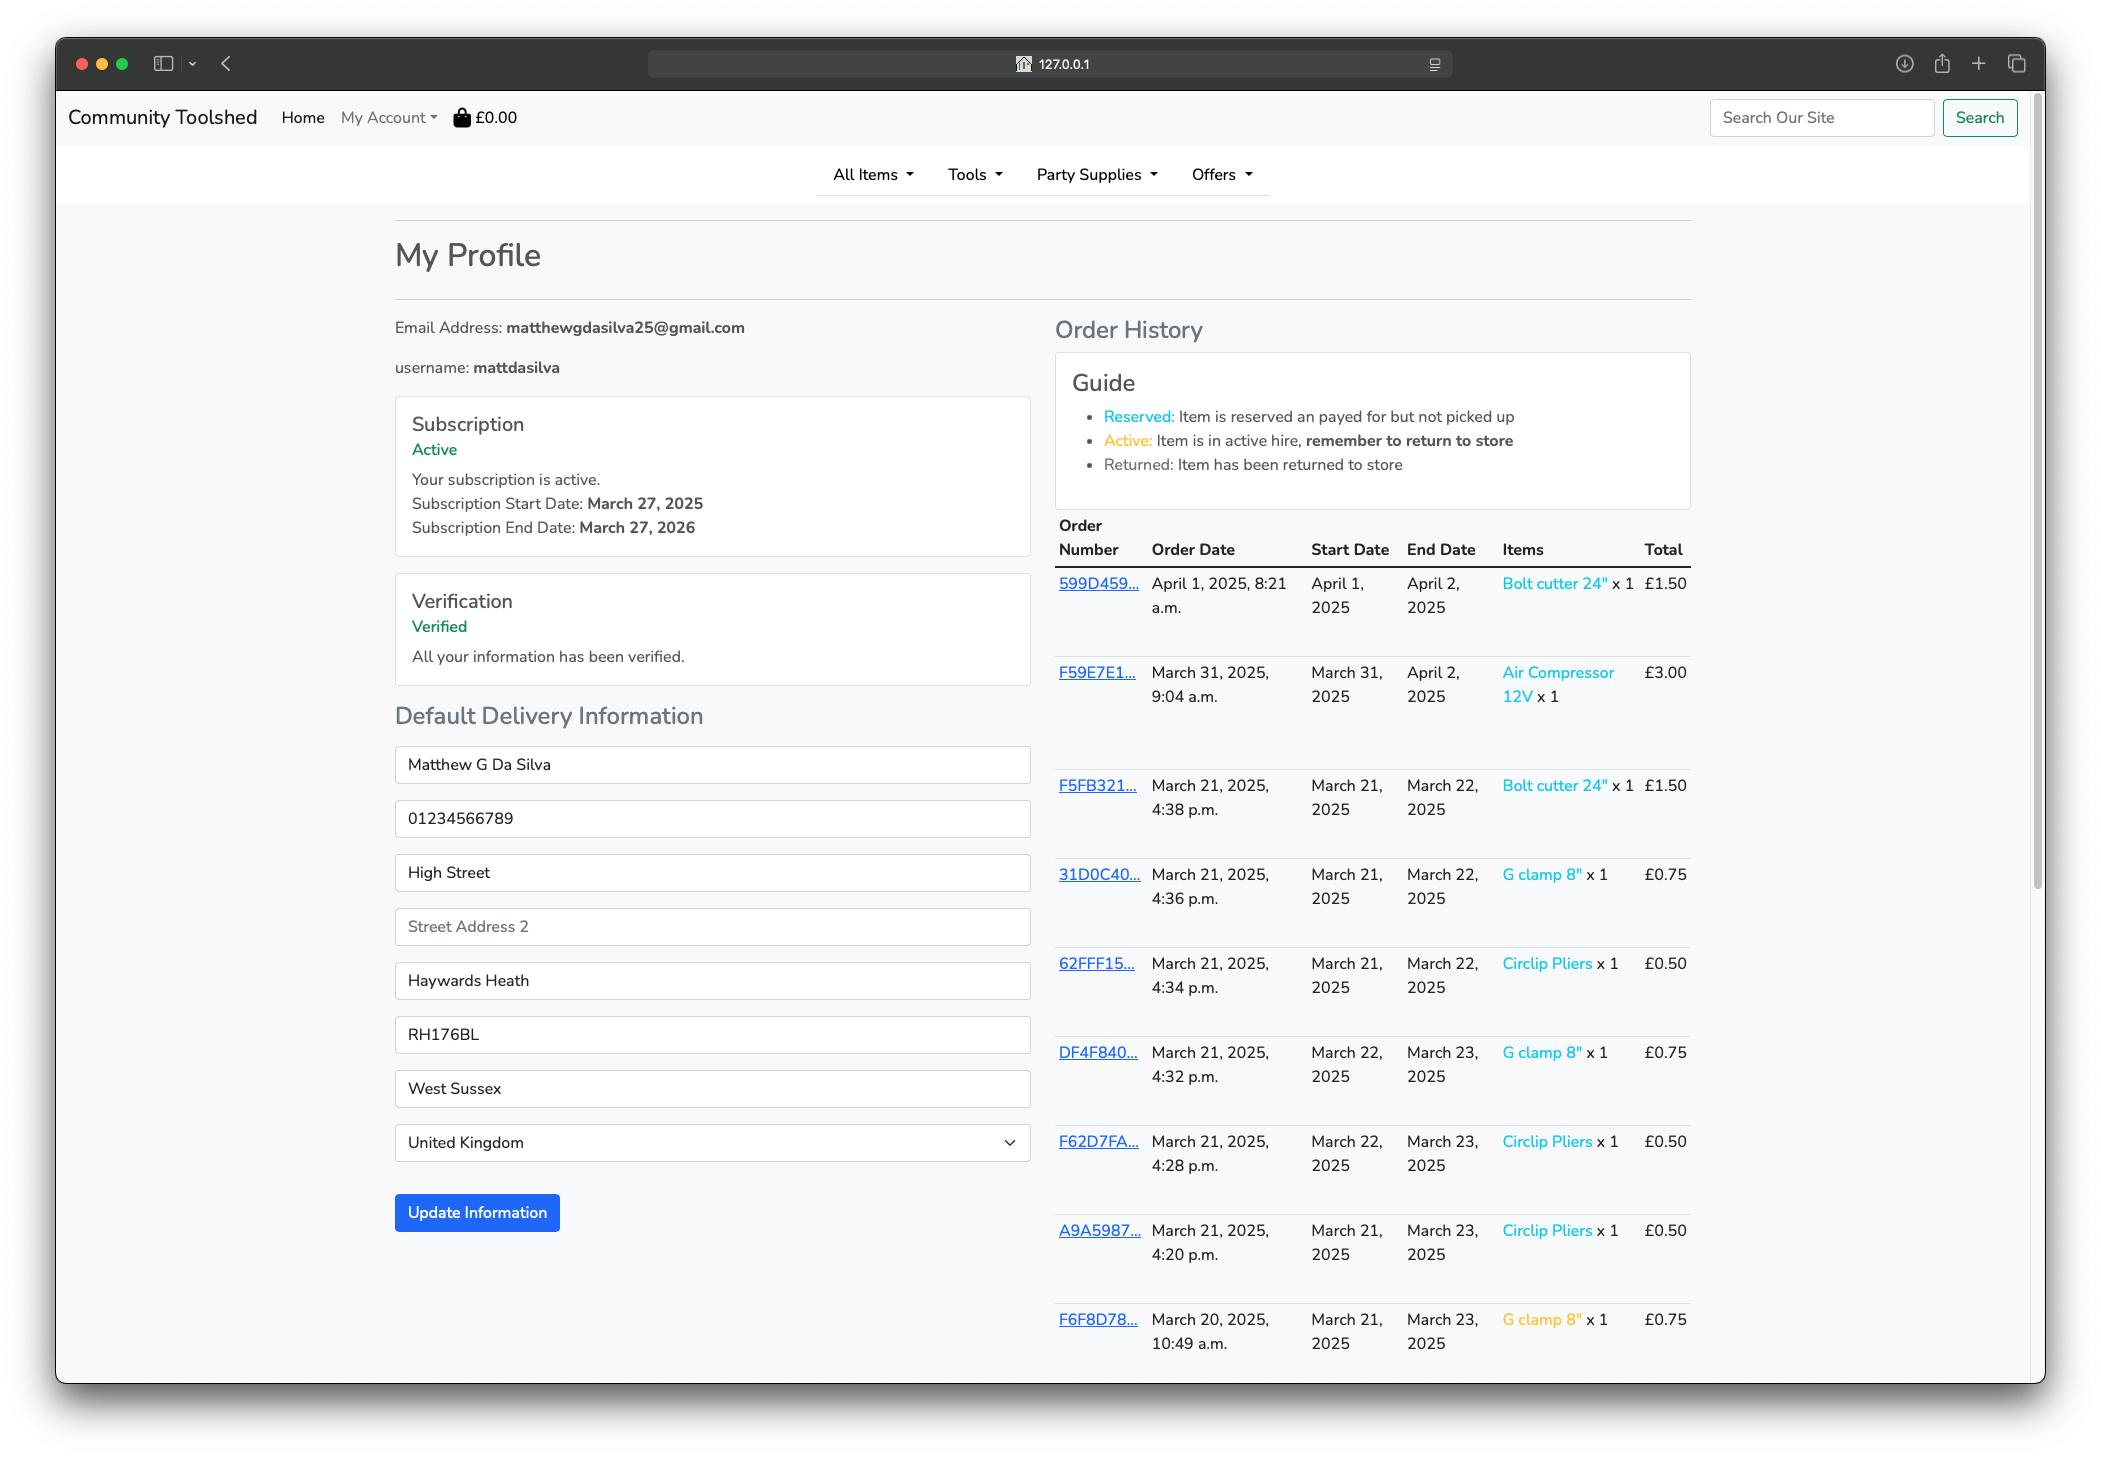 127.0.0.1
Community Toolshed Home My Account £0.00 Search Our Site Search
All Items Tools Party Supplies Offers
My Profile
Email Address: matthewgdasilva25@gmail.com
username: mattdasilva
Subscription
Active
Your subscription is active.
Subscription Start Date: March 27, 2025
Subscription End Date: March 27, 2026
Verification
Verified
All your information has been verified.
Default Delivery Information
Matthew G Da Silva
01234566789
High Street
Street Address 2
Haywards Heath
RH176BL
West Sussex
United Kingdom
Update Information
Order History
Guide
Reserved: Item is reserved an payed for but not picked up
Active: Item is in active hire, remember to return to store
Returned: Item has been returned to store
Order
Number Order Date Start Date End Date Items Total
599D459... April 1, 2025, 8:21 April 1, April 2, Bolt cutter 24" x 1 £1.50
a.m. 2025 2025
F59E7E1... March 31, 2025, March 31, April 2, Air Compressor £3.00
9:04 a.m. 2025 2025 12V x 1
F5FB321... March 21, 2025, March 21, March 22, Bolt cutter 24" x 1 £1.50
4:38 p.m. 2025 2025
31D0C40... March 21, 2025, March 21, March 22, G clamp 8" x 1 £0.75
4:36 p.m. 2025 2025
62FFF15... March 21, 2025, March 21, March 22, Circlip Pliers x 1 £0.50
4:34 p.m. 2025 2025
DF4F840... March 21, 2025, March 22, March 23, G clamp 8" x 1 £0.75
4:32 p.m. 2025 2025
F62D7FA... March 21, 2025, March 22, March 23, Circlip Pliers x 1 £0.50
4:28 p.m. 2025 2025
A9A5987... March 21, 2025, March 21, March 23, Circlip Pliers x 1 £0.50
4:20 p.m. 2025 2025
F6F8D78... March 20, 2025, March 21, March 23, G clamp 8" x 1 £0.75
10:49 a.m. 2025 2025